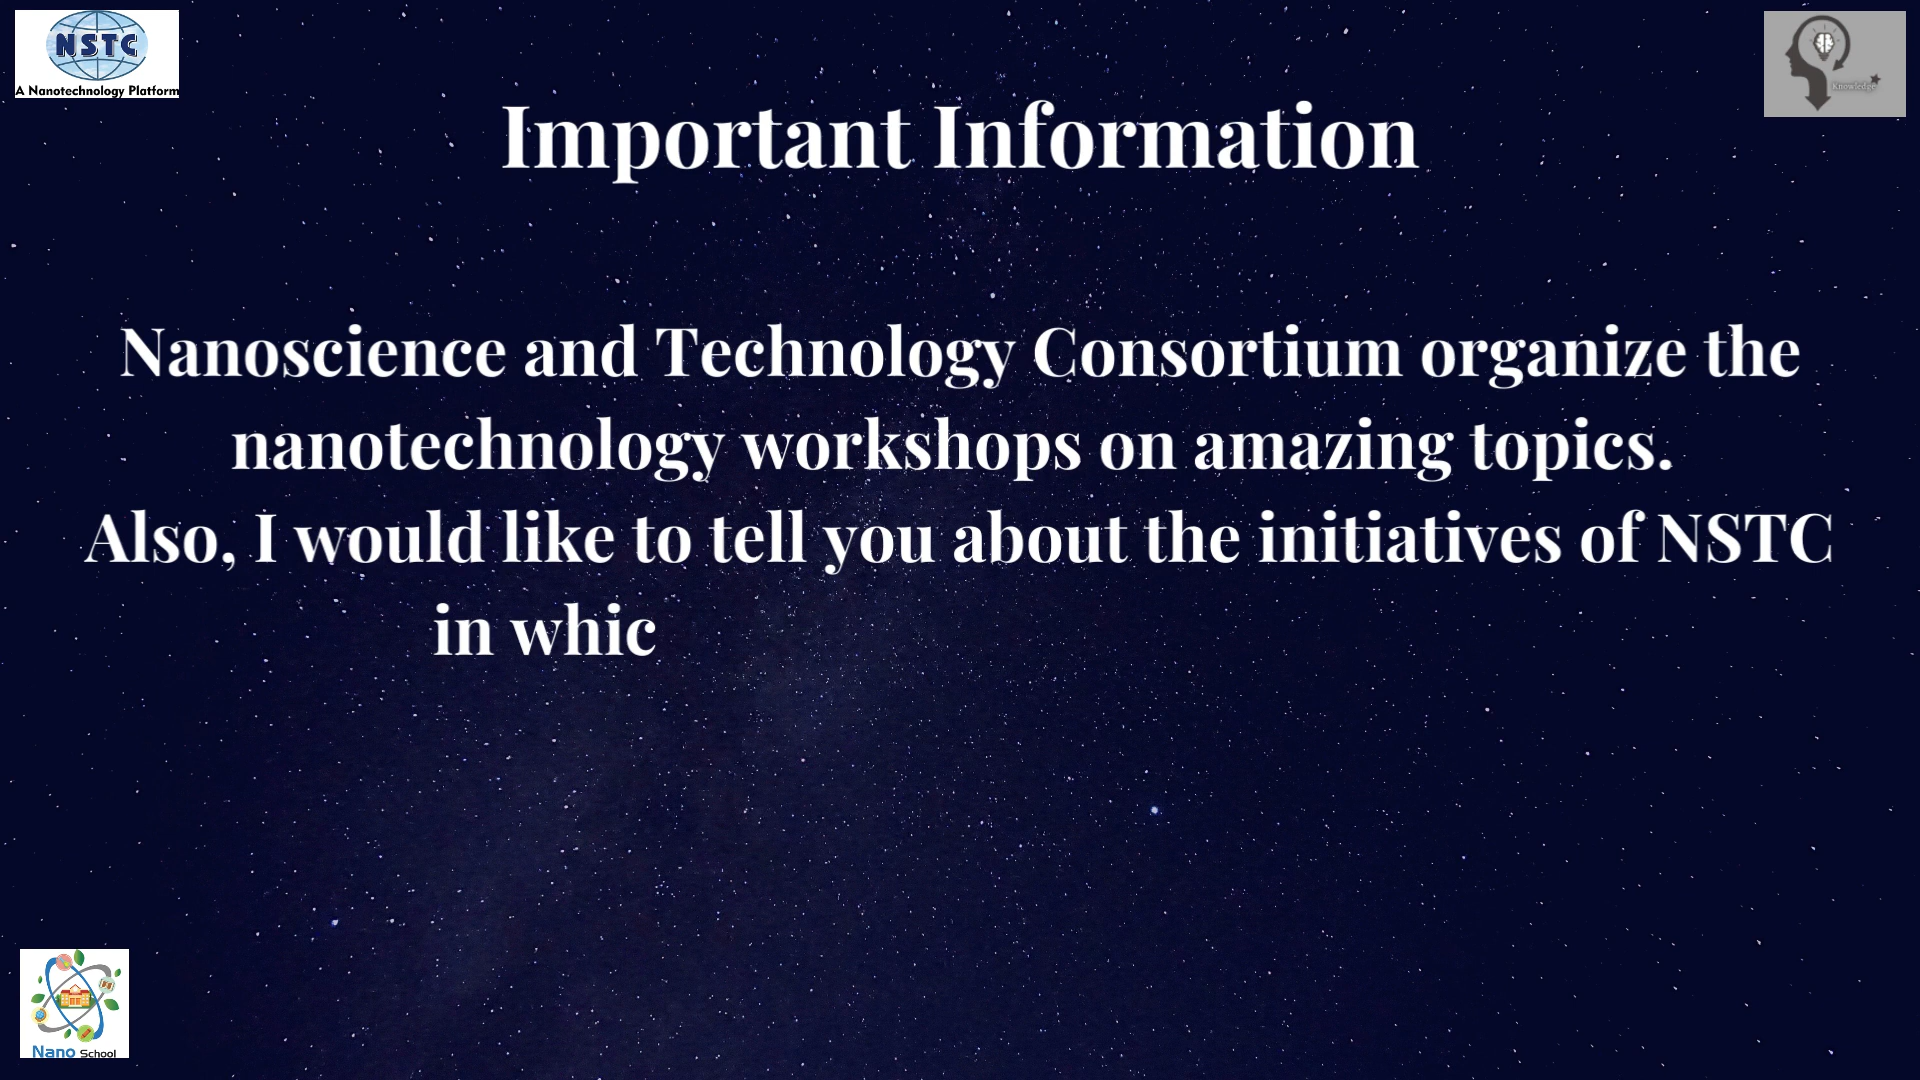 NSTC
A Nanotechnology Platform
Knowledge
Important Information
Nanoscience and Technology Consortium organize the
nanotechnology workshops on amazing topics.
Also, I would like to tell you about the initiatives of NSTC
in whic
Nano School